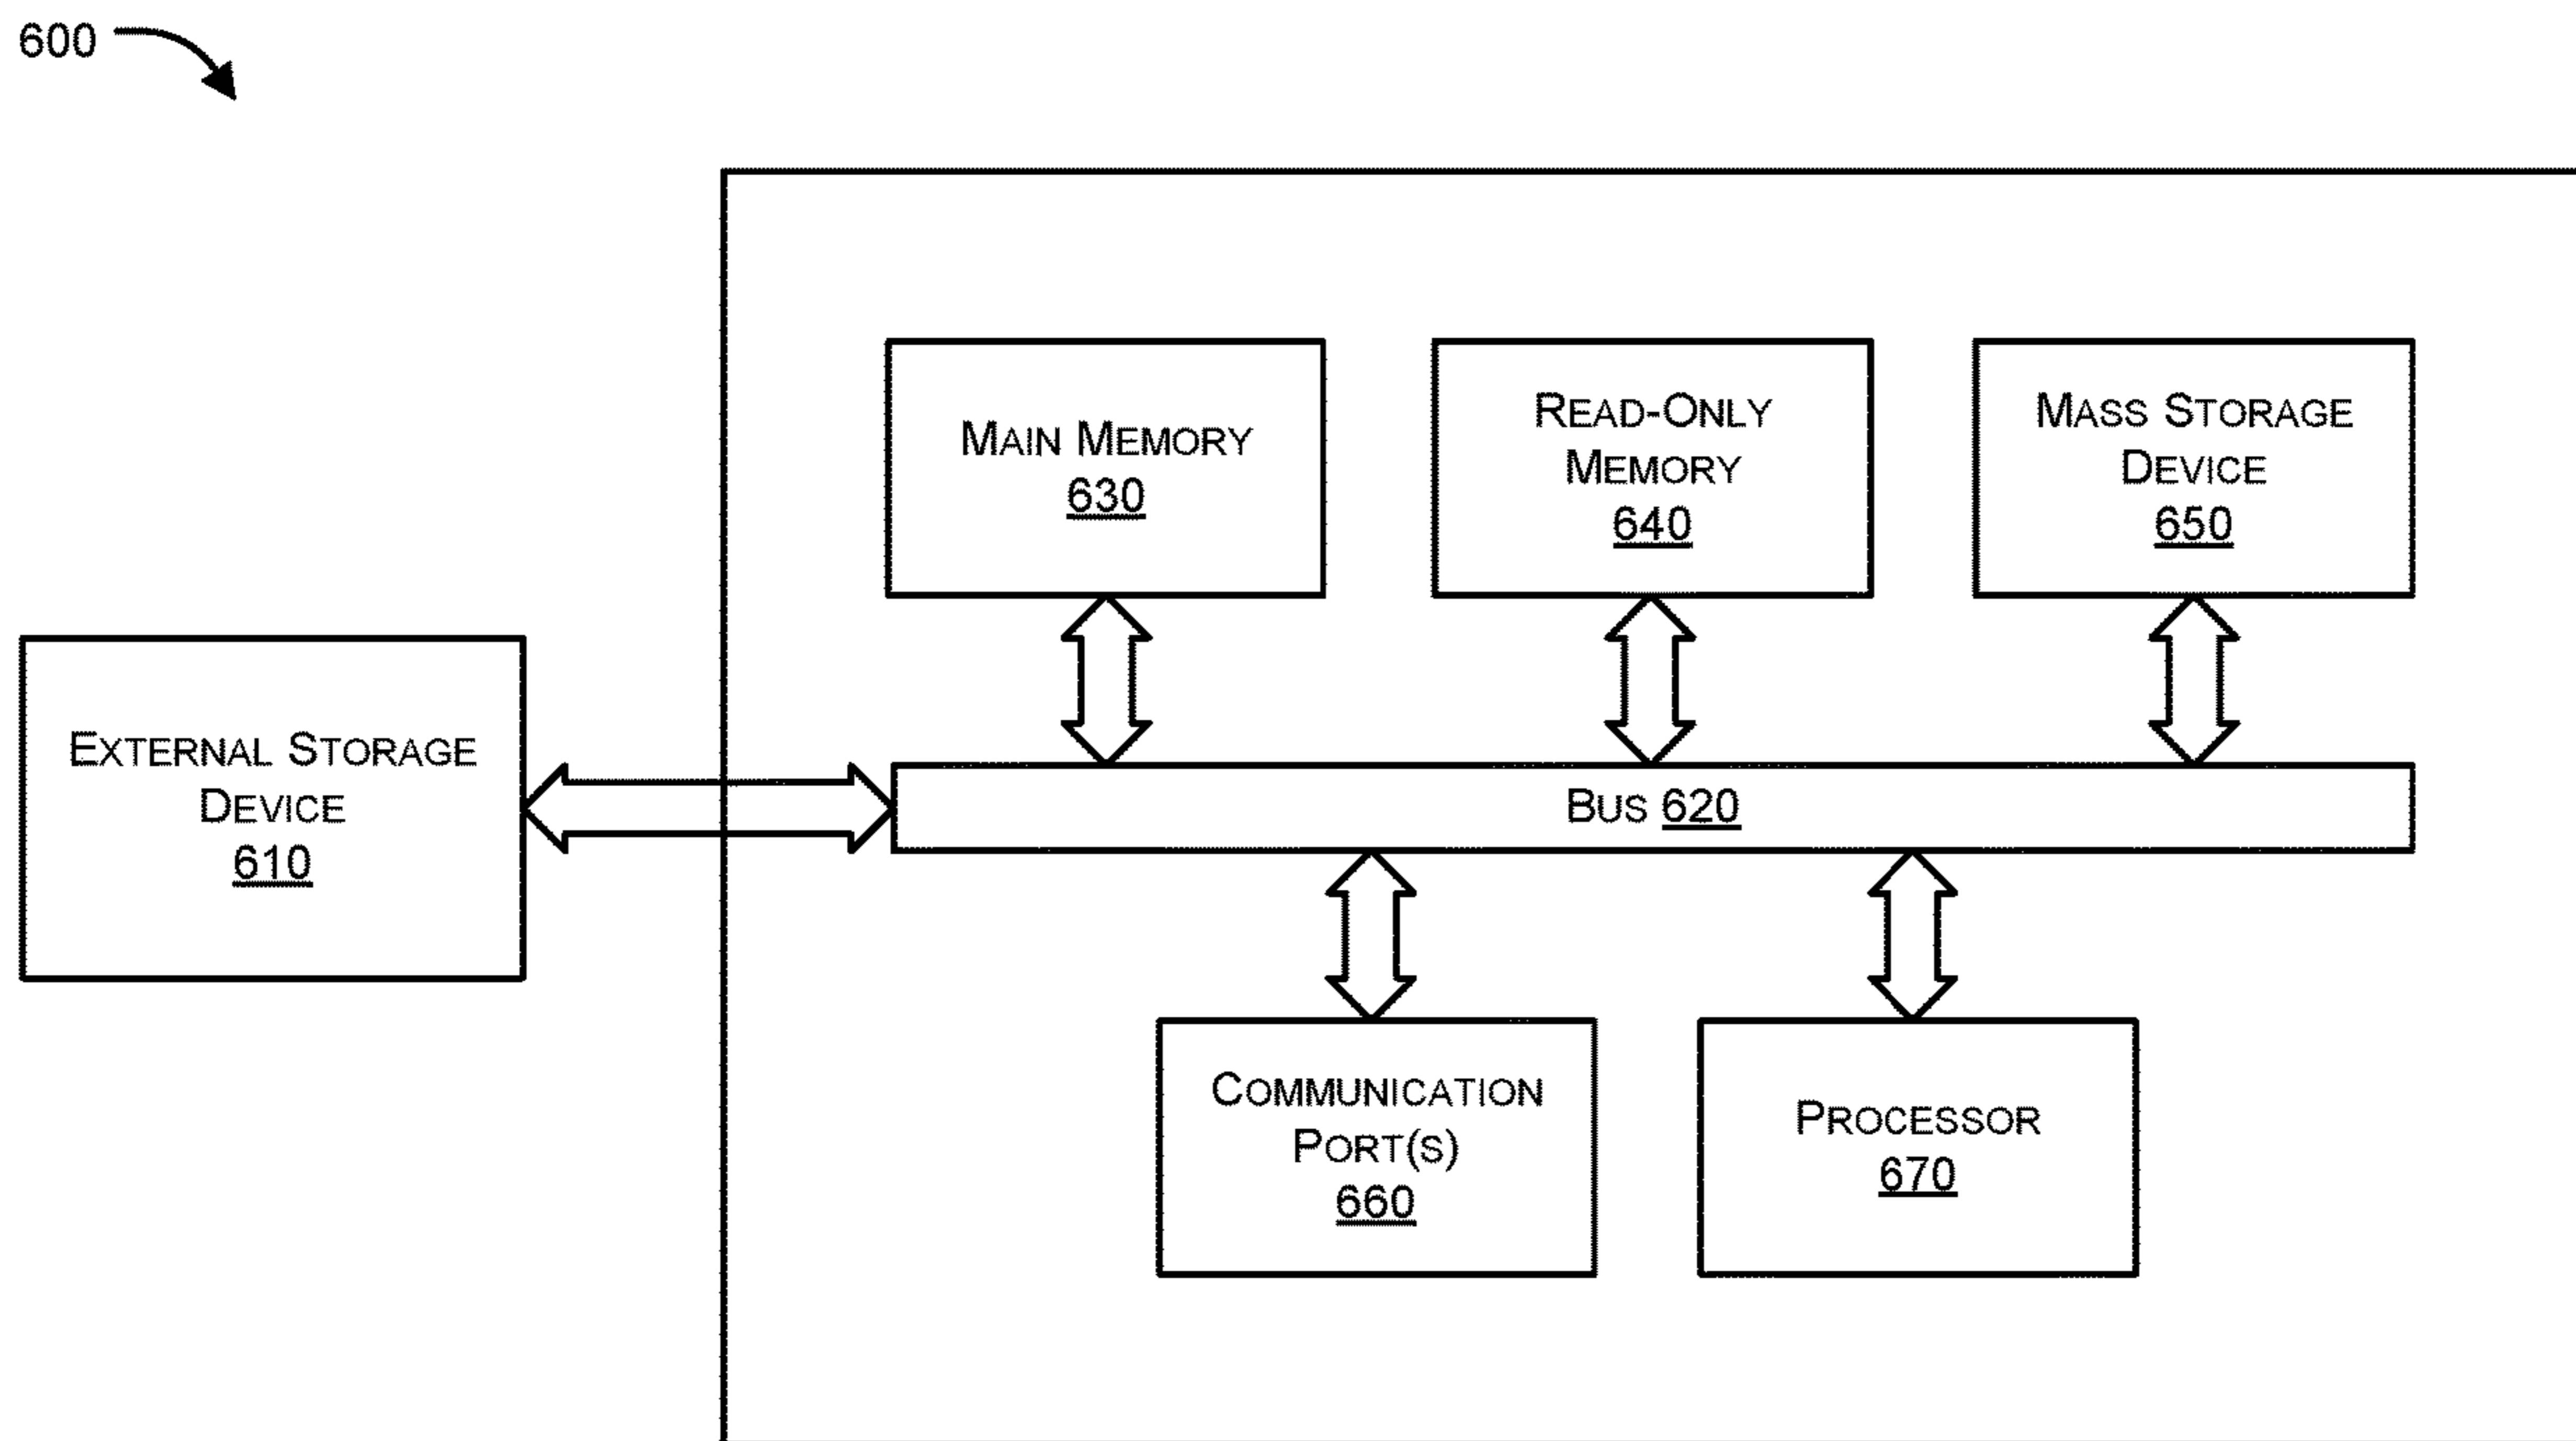 600
MAIN MEMORY
630
READ-ONLY
MEMORY
640
MASS STORAGE
DEVICE
650
EXTERNAL STORAGE
DEVICE
610
BUS 620
COMMUNICATION
PORT(S)
660
PROCESSOR
670